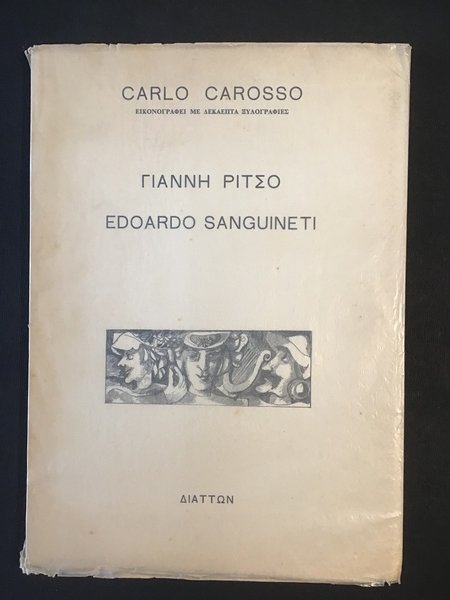 CARLO CAROSSO
ΕΙΚΟΝΟΓΡΑΦΕΙ ΜΕ ΔΕΚΑΕΠΤΑ ΞΥΛΟΓΡΑΦΙΕΣ
ΓΙΑΝΝΗ ΡΙΤΣΟ
EDOARDO SANGUINETI
ΔΙΑΤΤΩΝ